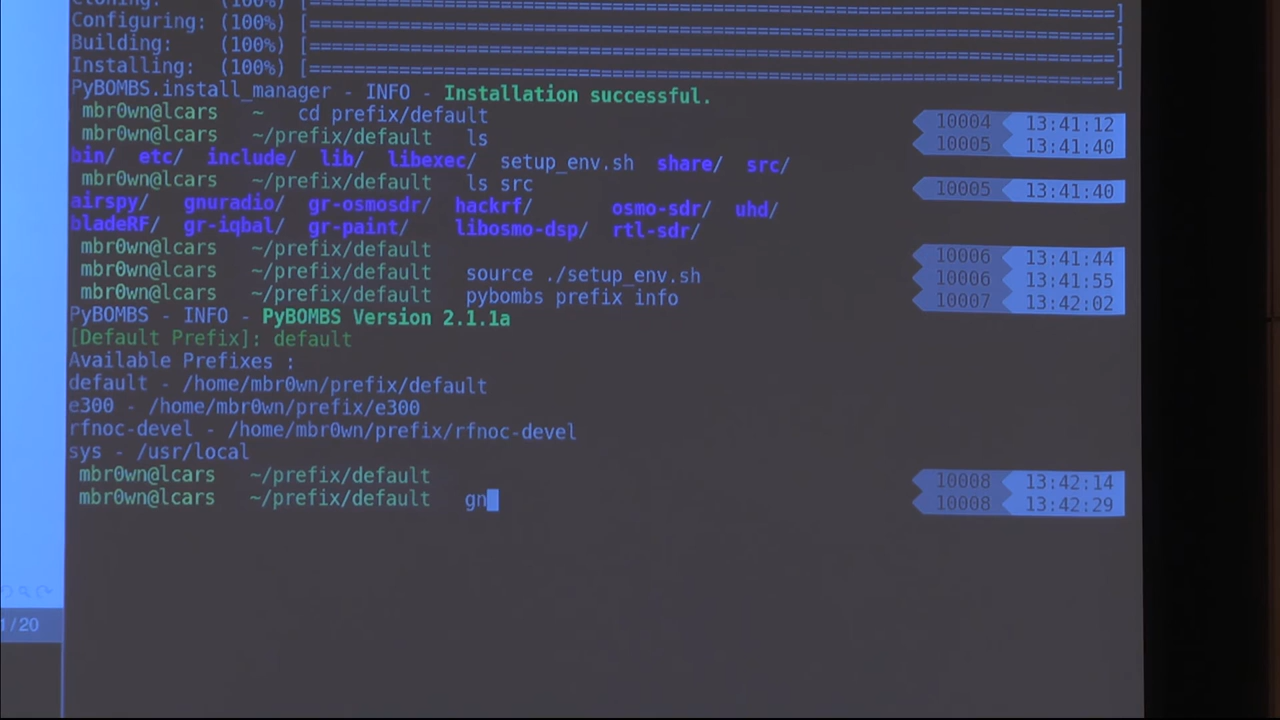 Cloning: (100%) [========================================================================]
Configuring: (100%) [========================================================================]
Building: (100%) [========================================================================]
Installing: (100%) [========================================================================]
PyBOMBS.install_manager - INFO - Installation successful.
mbr0wn@lcars ~ cd prefix/default 10004 13:41:12
mbr0wn@lcars ~/prefix/default ls 10005 13:41:40
bin/ etc/ include/ lib/ libexec/ setup_env.sh share/ src/
mbr0wn@lcars ~/prefix/default ls src 10005 13:41:40
airspy/ gnuradio/ gr-osmosdr/ hackrf/ osmo-sdr/ uhd/
bladeRF/ gr-iqbal/ gr-paint/ libosmo-dsp/ rtl-sdr/
mbr0wn@lcars ~/prefix/default 10006 13:41:44
mbr0wn@lcars ~/prefix/default source ./setup_env.sh 10006 13:41:55
mbr0wn@lcars ~/prefix/default pybombs prefix info 10007 13:42:02
PyBOMBS - INFO - PyBOMBS Version 2.1.1a
[Default Prefix]: default
Available Prefixes :
default - /home/mbr0wn/prefix/default
e300 - /home/mbr0wn/prefix/e300
rfnoc-devel - /home/mbr0wn/prefix/rfnoc-devel
sys - /usr/local
mbr0wn@lcars ~/prefix/default 10008 13:42:14
mbr0wn@lcars ~/prefix/default gn 10008 13:42:29
1/20